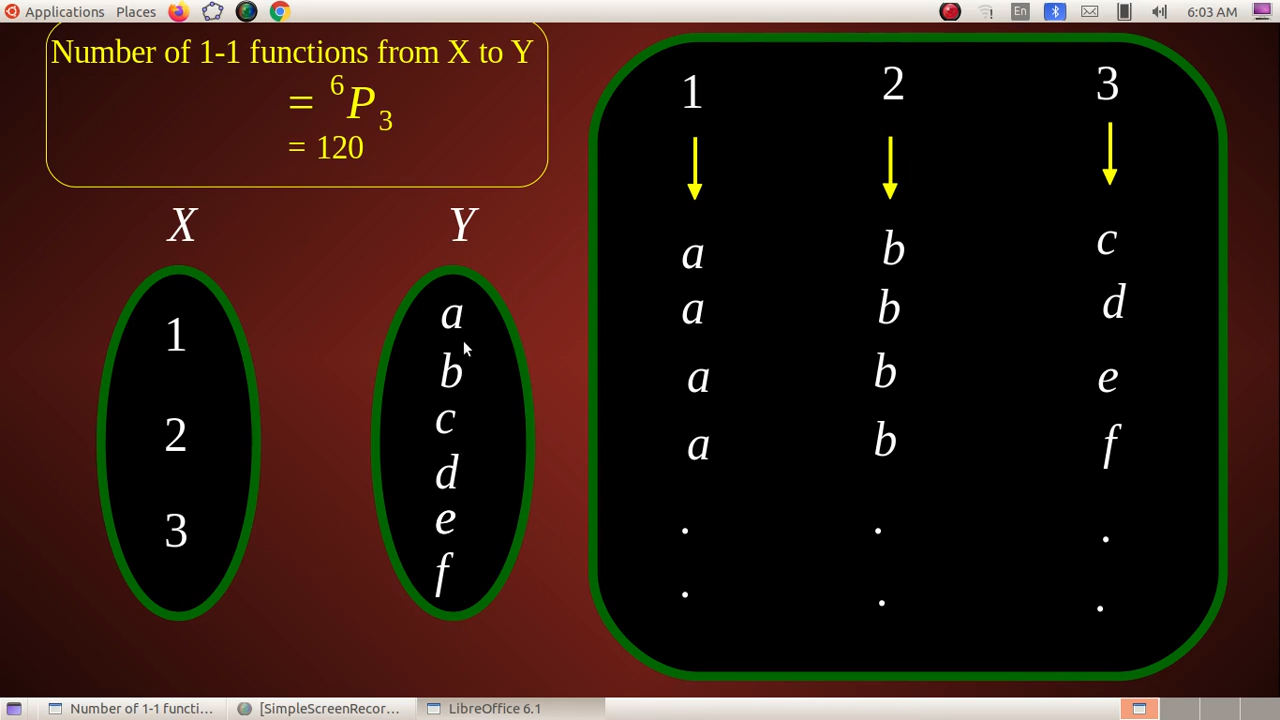 Applications Places En 6:03 AM
Number of 1-1 functions from X to Y
= ⁶P₃
= 120
X Y
1
2
3
a
b
c
d
e
f
1 2 3
a b c
a b d
a b e
a b f
. . .
. . .
Number of 1-1 functi... [SimpleScreenRecor... LibreOffice 6.1